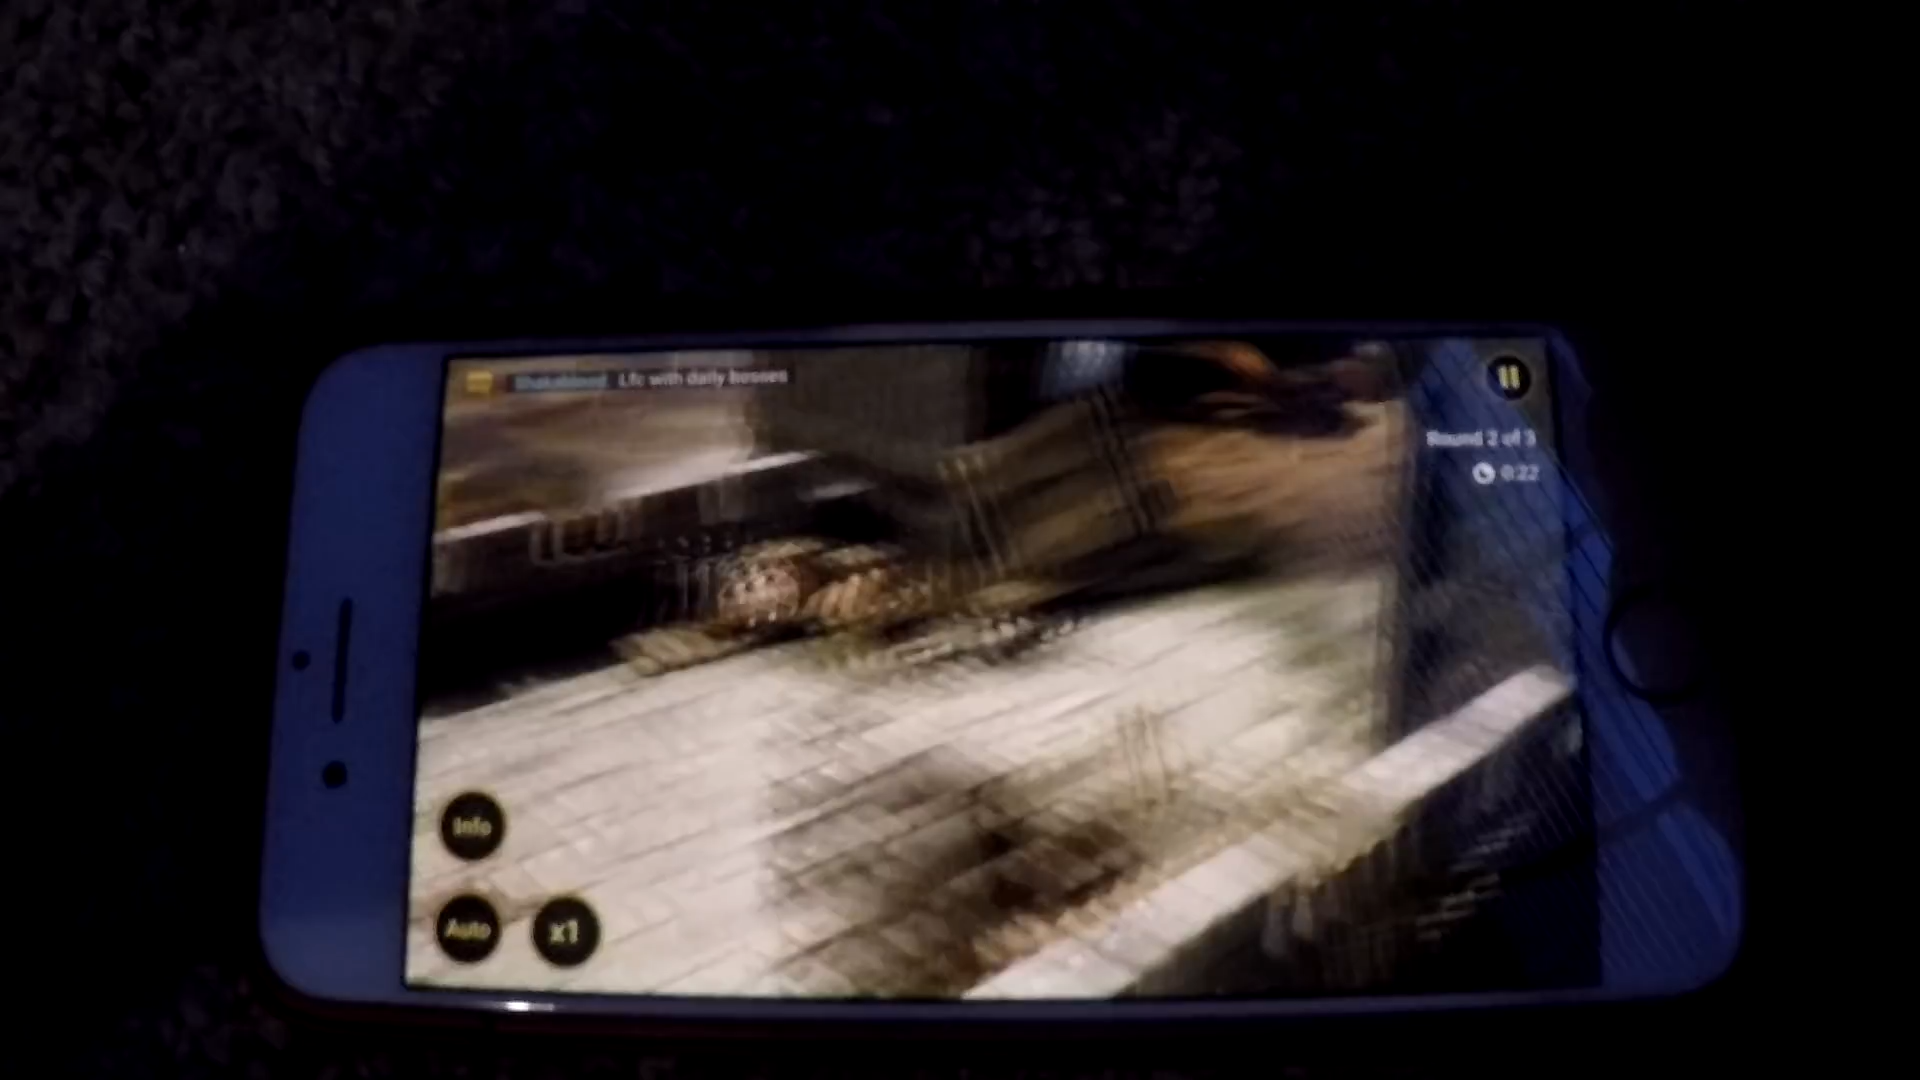 Lfc with daily bosses
Round 2 of 3
0:22
Info
Auto
x1